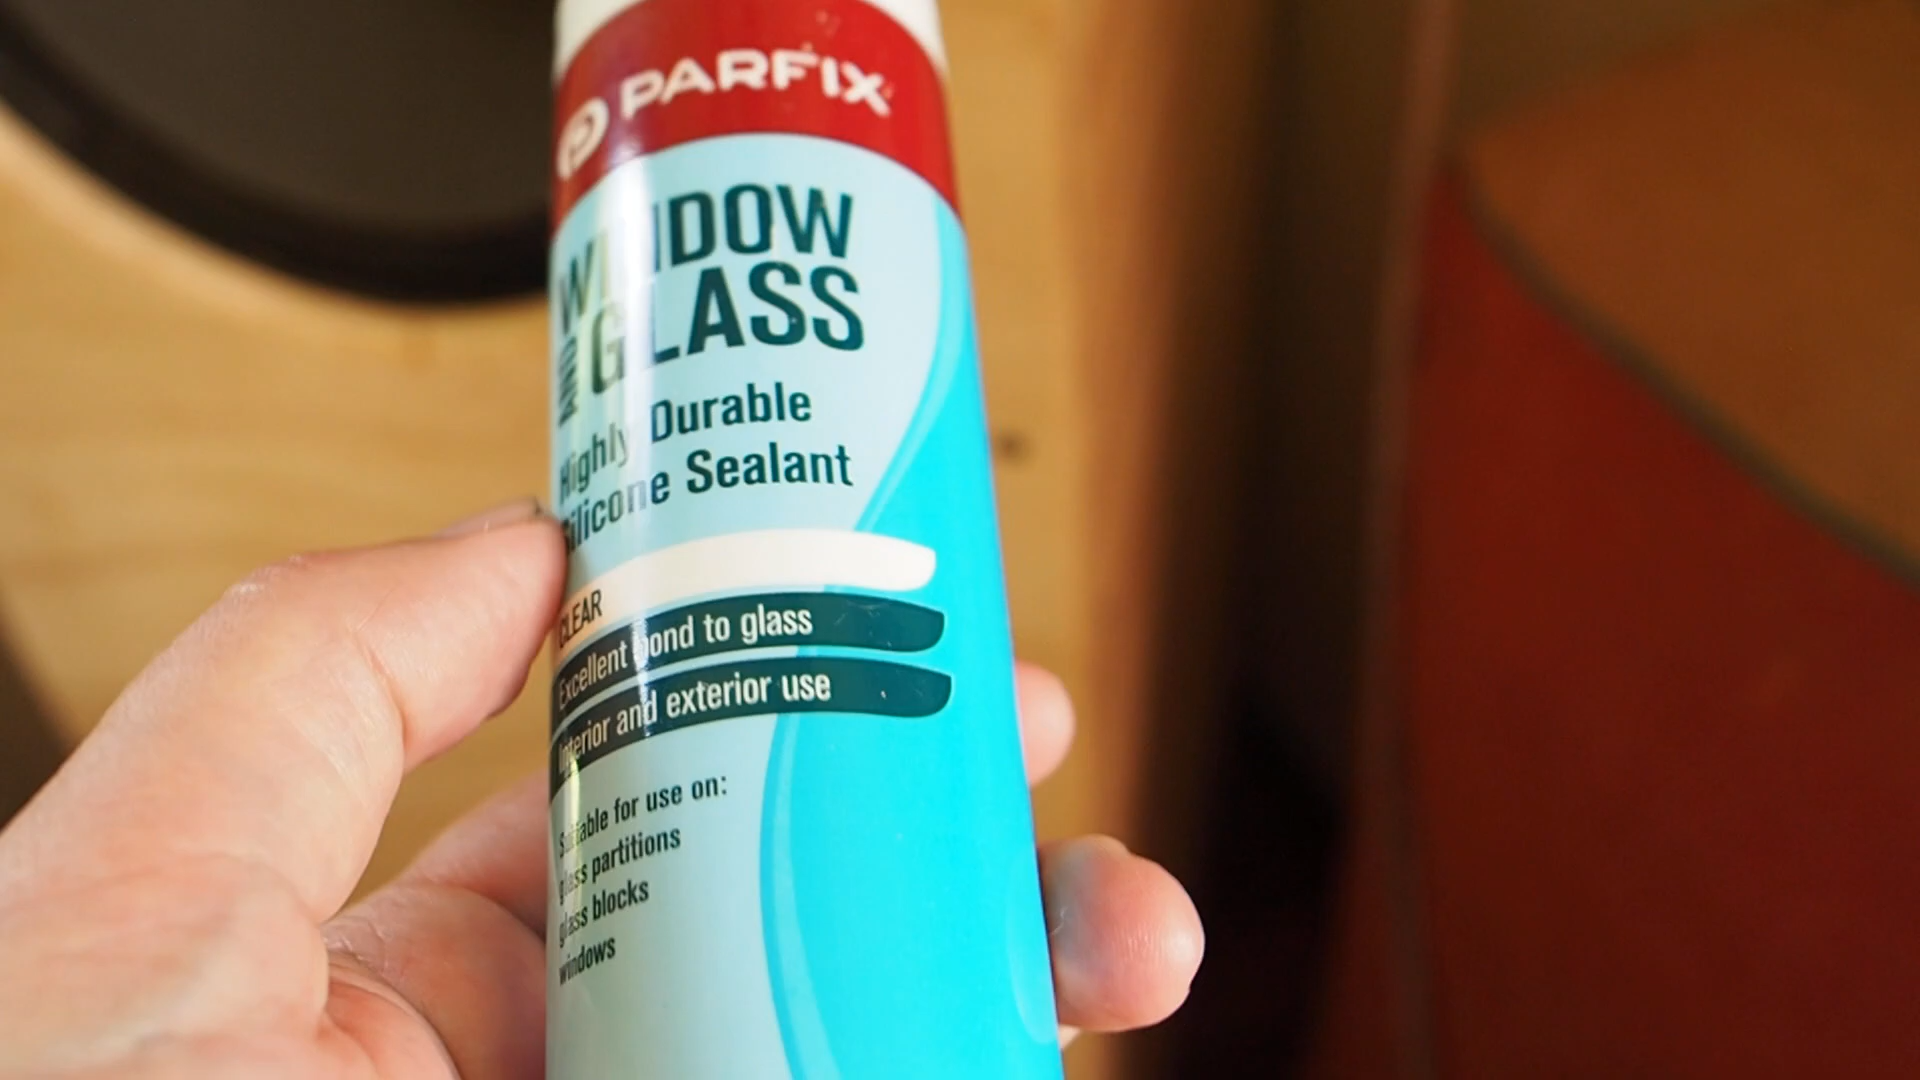 PARFIX
WINDOW
AND GLASS
Highly Durable
Silicone Sealant
CLEAR
Excellent bond to glass
Interior and exterior use
Suitable for use on:
glass partitions
glass blocks
windows